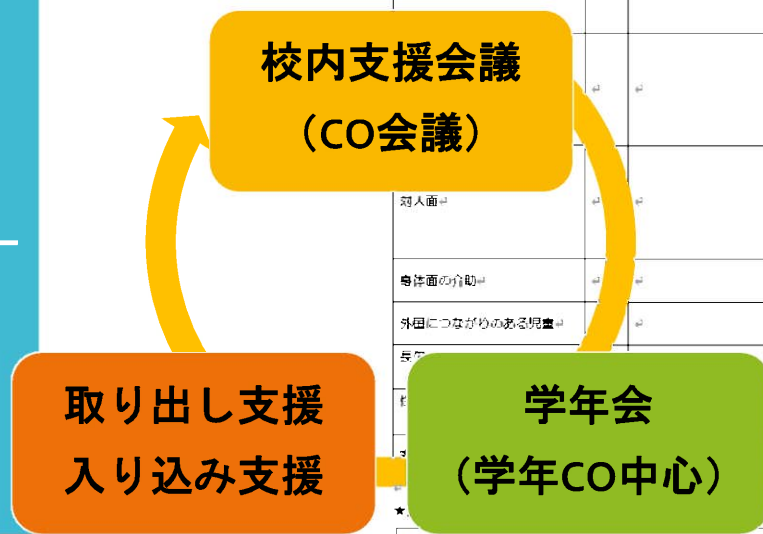 校内支援会議
（CO会議）
対人面
身体面の介助
外国につながりのある児童
取り出し支援
入り込み支援
学年会
（学年CO中心）
★